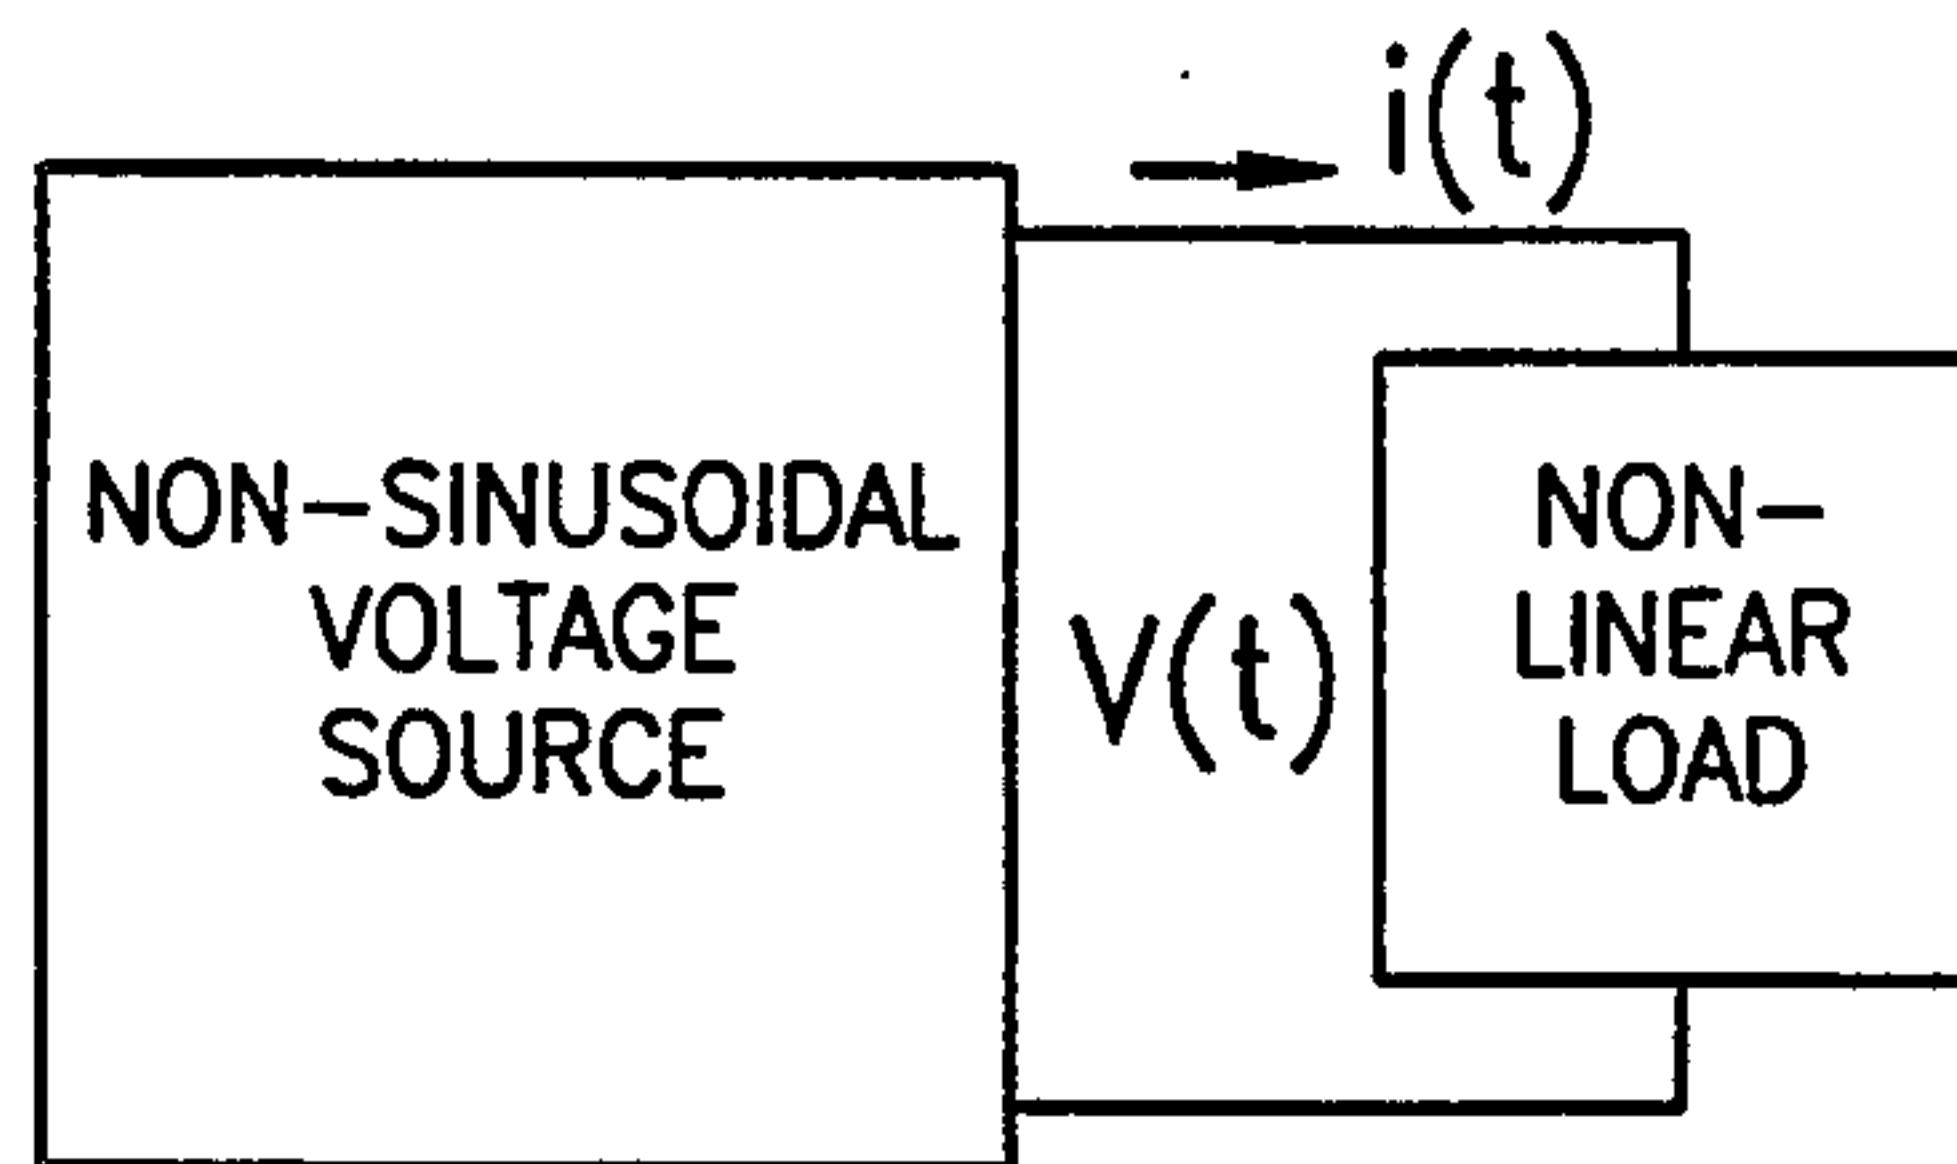 i(t)
NON-SINUSOIDAL
VOLTAGE
SOURCE
V(t)
NON-
LINEAR
LOAD